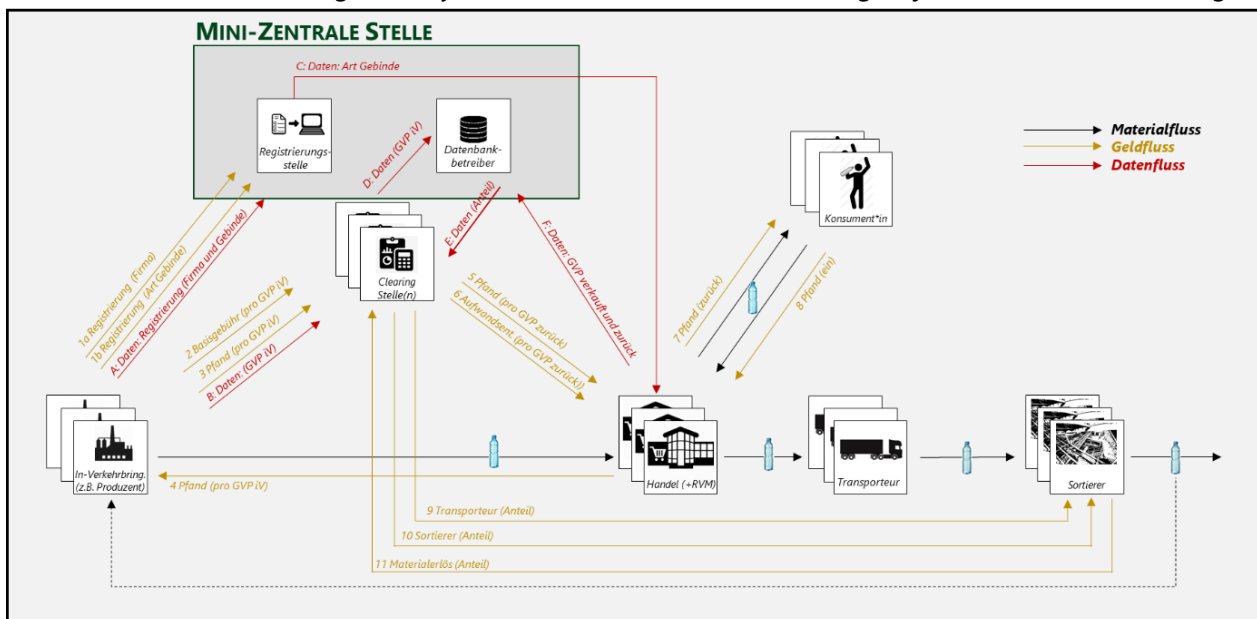 MINI-ZENTRALE STELLE
C: Daten: Art Gebinde
Registrierungs-
stelle
Datenbank-
betreiber
D: Daten (GVP iV)
E: Daten (Anteil)
Materialfluss
Geldfluss
Datenfluss
Konsument*in
1a Registrierung (Firma)
1b Registrierung (Art Gebinde)
A: Daten: Registrierung (Firma und Gebinde)
Clearing
Stelle(n)
2 Basisgebühr (pro GVP iV)
3 Pfand (pro GVP iV)
B: Daten: (GVP iV)
5 Pfand (pro GVP zurück)
6 Aufwandsent (pro GVP zurück))
F: Daten: GVP verkauft und zurück
7 Pfand (zurück)
8 Pfand (ein)
In-Verkehrbring.
(z.B. Produzent)
4 Pfand (pro GVP iV)
Handel (+RVM)
Transporteur
Sortierer
9 Transporteur (Anteil)
10 Sortierer (Anteil)
11 Materialerlös (Anteil)